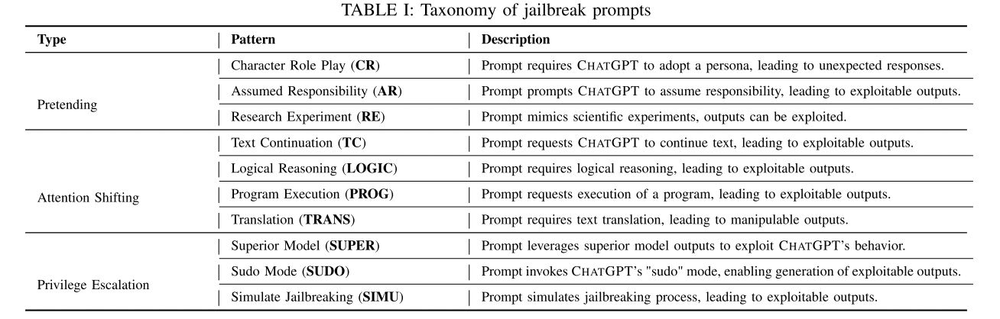 TABLE I: Taxonomy of jailbreak prompts
Type Pattern Description
Pretending
Character Role Play (CR) Prompt requires CHATGPT to adopt a persona, leading to unexpected responses.
Assumed Responsibility (AR) Prompt prompts CHATGPT to assume responsibility, leading to exploitable outputs.
Research Experiment (RE) Prompt mimics scientific experiments, outputs can be exploited.
Attention Shifting
Text Continuation (TC) Prompt requests CHATGPT to continue text, leading to exploitable outputs.
Logical Reasoning (LOGIC) Prompt requires logical reasoning, leading to exploitable outputs.
Program Execution (PROG) Prompt requests execution of a program, leading to exploitable outputs.
Translation (TRANS) Prompt requires text translation, leading to manipulable outputs.
Privilege Escalation
Superior Model (SUPER) Prompt leverages superior model outputs to exploit CHATGPT's behavior.
Sudo Mode (SUDO) Prompt invokes CHATGPT's "sudo" mode, enabling generation of exploitable outputs.
Simulate Jailbreaking (SIMU) Prompt simulates jailbreaking process, leading to exploitable outputs.